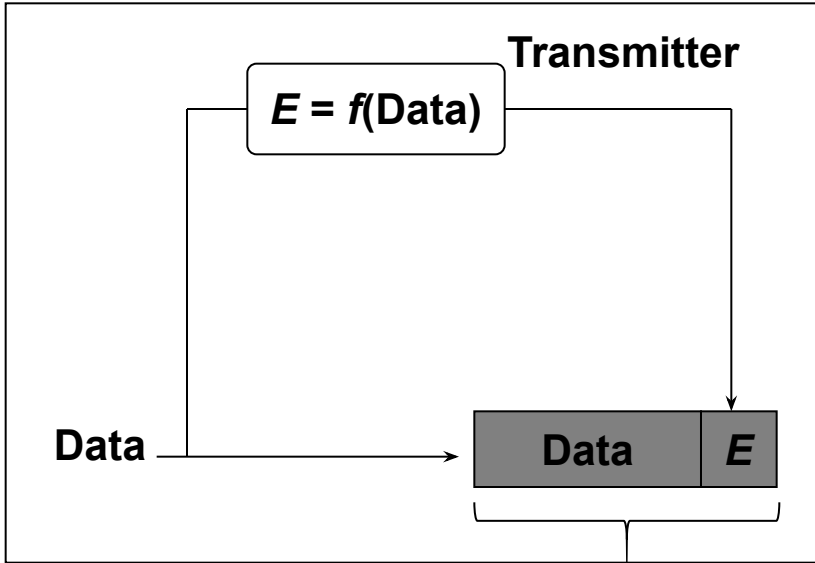 Transmitter
E = f(Data)
Data
Data
E